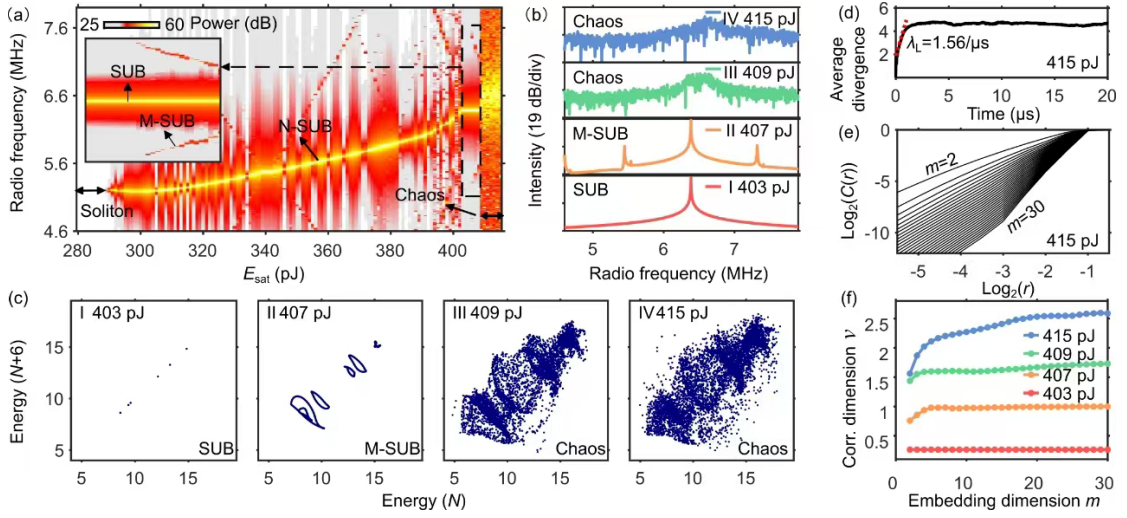 (a)
25 60 Power (dB)
Radio frequency (MHz)
7.6
6.6
5.6
4.6
SUB
M-SUB
N-SUB
Soliton
Chaos
280 300 320 340 360 380 400
Esat (pJ)
(b)
Intensity (19 dB/div)
Chaos IV 415 pJ
Chaos III 409 pJ
M-SUB II 407 pJ
SUB I 403 pJ
5 6 7
Radio frequency (MHz)
(c)
Energy (N+6)
15
10
5
I 403 pJ
SUB
II 407 pJ
M-SUB
III 409 pJ
Chaos
IV 415 pJ
Chaos
5 10 15
5 10 15
5 10 15
5 10 15
Energy (N)
(d)
Average
divergence
6
4
2
0
λL=1.56/μs
415 pJ
0 5 10 15 20
Time (μs)
(e)
Log2(C(r))
0
-5
-10
m=2
m=30
415 pJ
-5 -4 -3 -2 -1
Log2(r)
(f)
Corr. dimension ν
2.5
2
1.5
1
0.5
415 pJ
409 pJ
407 pJ
403 pJ
0 10 20 30
Embedding dimension m